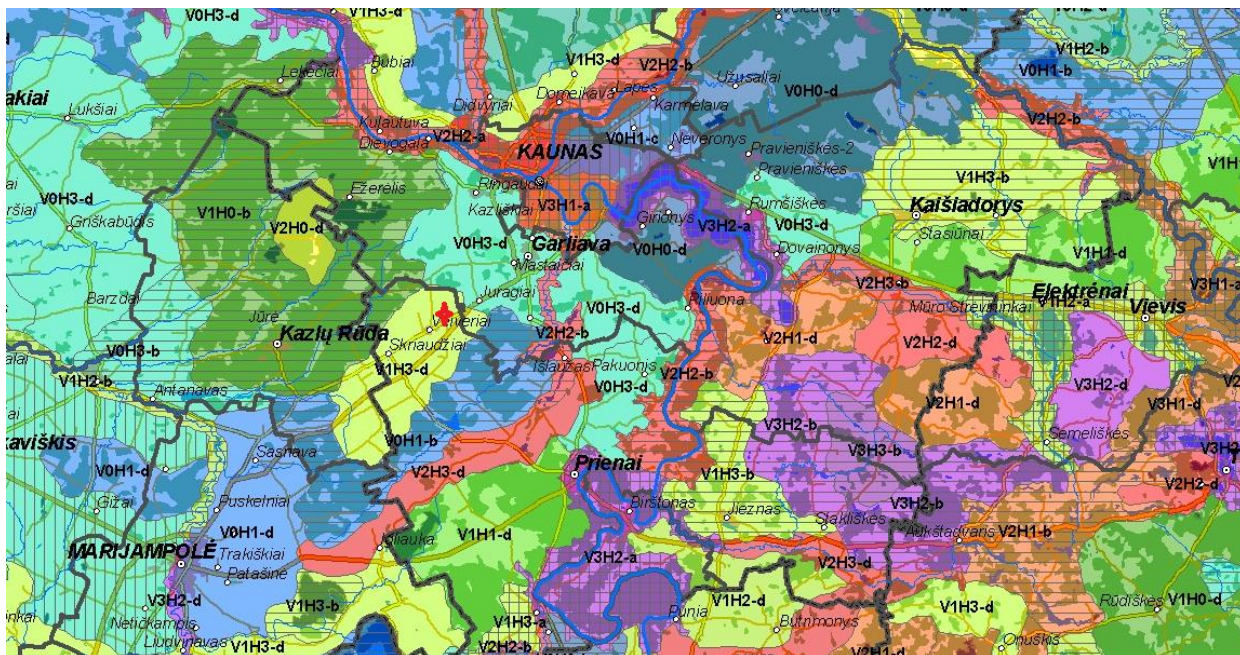 V0H3-d
V1H3-d
Bubiai
Lekėčiai
akiai
Lukšiai
V1H3-d
V2H2-b
Lapės
Domeikava
Didvyriai
Karmėlava
Užusaliai
V0H0-d
V1H2-b
V0H1-b
V2H2-b
Kulautuva
V2H2-a
Dievogala
KAUNAS
V0H1-c
Neveronys
Pravieniškės-2
Pravieniškės
Ežerėlis
Ringaudai
Kazliškiai
V3H1-a
Girionys
V3H2-a
Rumšiškės
V0H3-d
Dovainonys
V1H3-b
Kaišiadorys
Stasiūnai
V1H1-d
V0H3-d
Griškabūdis
V1H0-b
V2H0-d
V0H3-d
Garliava
Mastaičiai
V0H0-d
V2H3-b
Elektrėnai
V1H2-a
Vievis
V3H1-a
Barzdai
Jūrė
Kazlų Rūda
Juragiai
Veiveriai
Skriaudžiai
V0H3-d
Piliuona
V2H1-d
V2H2-d
V0H3-b
V1H2-b
Antanavas
V1H3-d
V2H2-b
Išlaužas
Pakuonis
V0H3-d
V2H2-b
V3H2-d
V2H1-d
V3H1-d
kaviškis
V0H1-d
Gižai
Sasnava
V0H1-b
V2H3-d
Prienai
V3H2-b
V3H3-b
Semeliškės
V1H3-b
V3H2-b
V2H2-d
Puskelniai
V0H1-d
Birštonas
Jieznas
Stakliškės
Aukštadvaris
V2H1-b
MARIJAMPOLĖ
Trakiškiai
Patašinė
V1H1-d
V3H2-a
V2H3-d
V3H2-d
Netičkampis
Liudvinavas
V1H3-b
V1H3-d
V1H3-a
V2H2-b
Punia
V1H2-d
Butrimonys
V1H3-d
Onuškis
Rūdiškės
V1H0-d